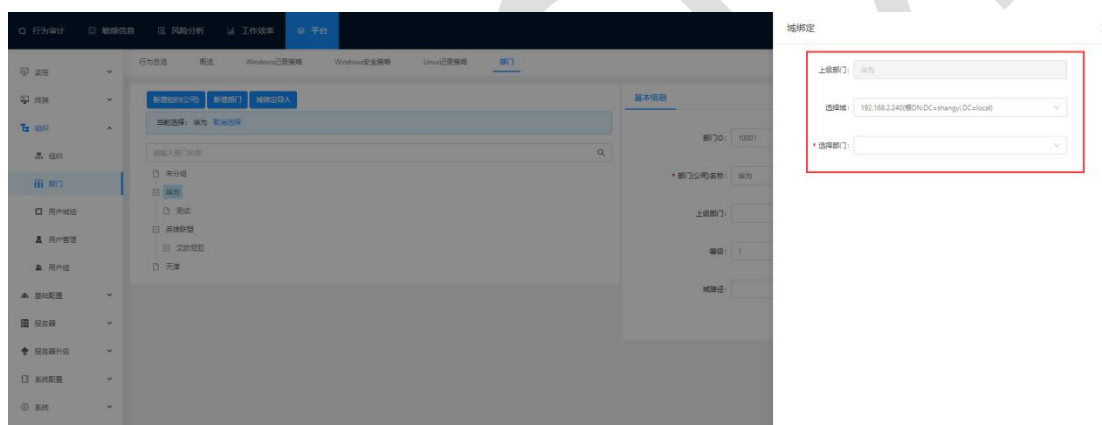 行为审计 敏感信息 风险分析 工作效率 平台
域绑定
行为总览 概览 Windows记录策略 Windows安全策略 Linux记录策略 部门
监控
终端
组织
组织
部门
用户域组
用户管理
用户组
基础配置
服务器
服务器升级
系统配置
系统
新增组织(公司) 新增部门 域绑定导入
当前选择: 华为 取消选择
请输入部门名称
未分组
华为
测试
英雄联盟
艾欧尼亚
天津
基本信息
部门ID: 10001
* 部门(公司)名称: 华为
上级部门:
等级: 1
域路径:
上级部门: 华为
选择域: 192.168.2.240(根DN:DC=shangyi,DC=local)
* 选择部门: